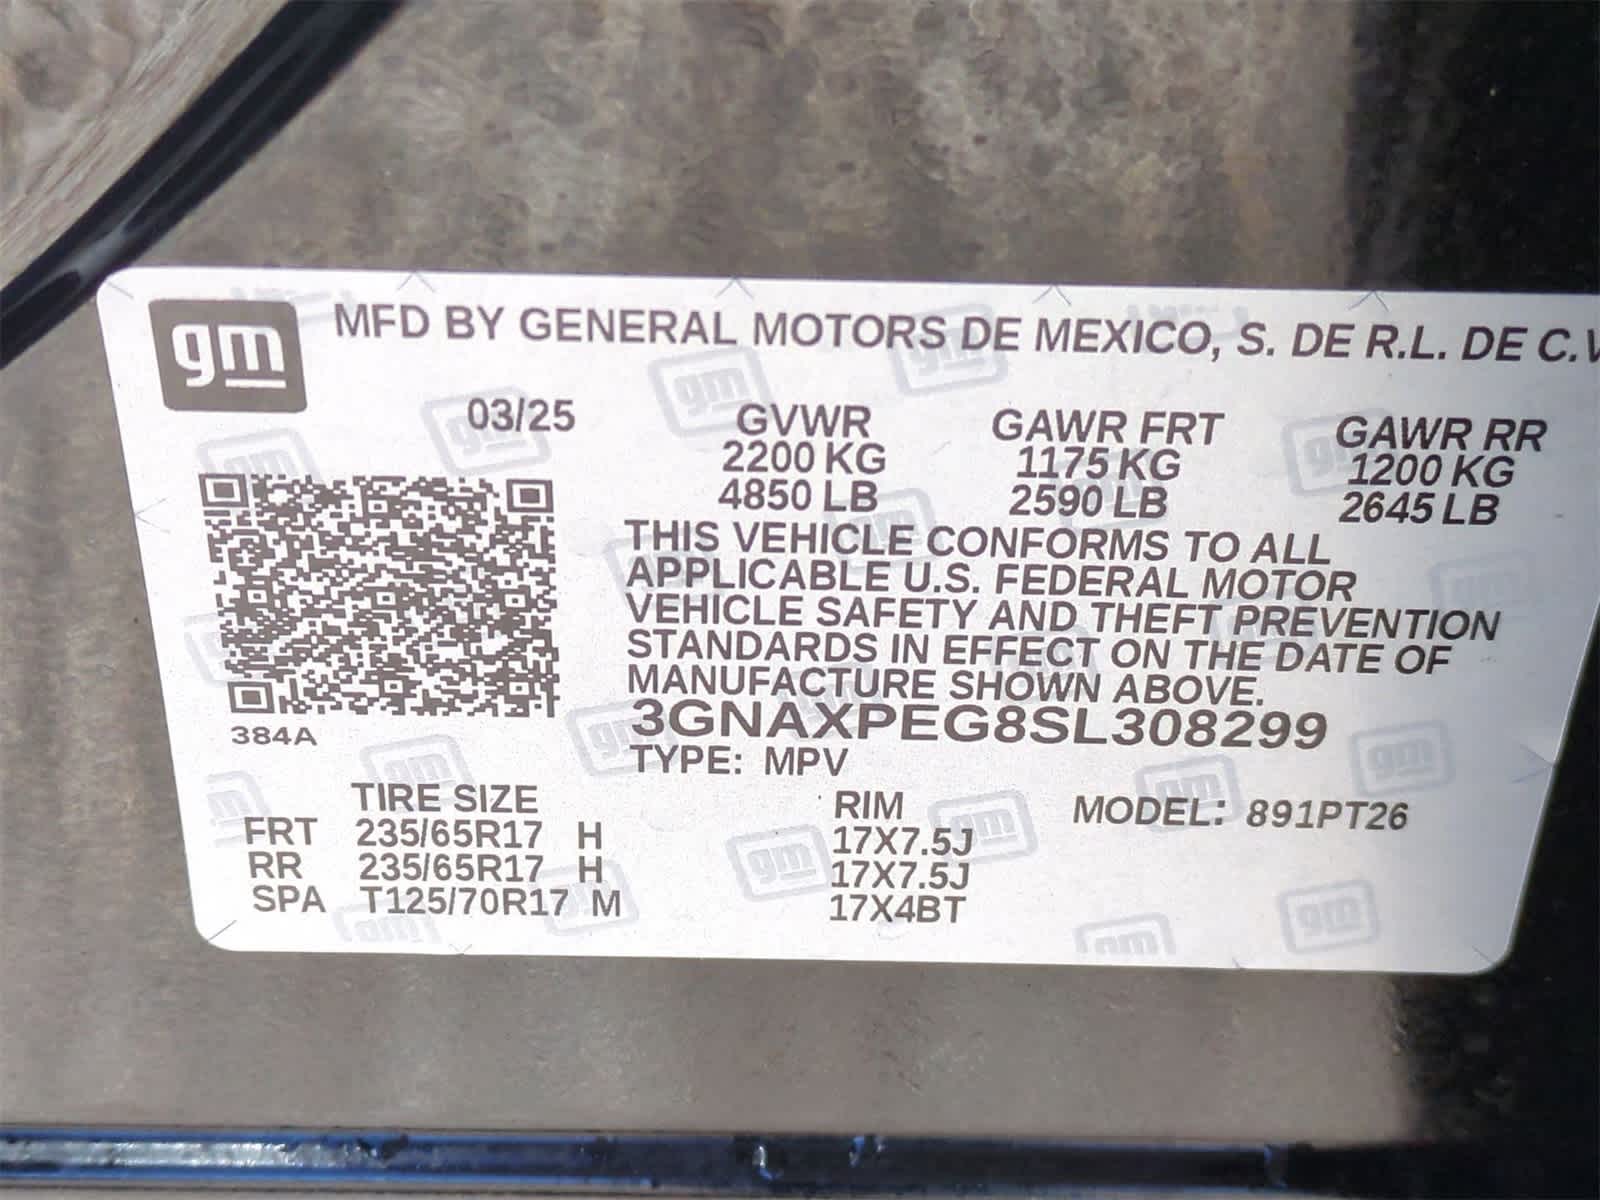 gm MFD BY GENERAL MOTORS DE MEXICO, S. DE R.L. DE C.V
03/25 GVWR GAWR FRT GAWR RR
2200 KG 1175 KG 1200 KG
4850 LB 2590 LB 2645 LB
THIS VEHICLE CONFORMS TO ALL
APPLICABLE U.S. FEDERAL MOTOR
VEHICLE SAFETY AND THEFT PREVENTION
STANDARDS IN EFFECT ON THE DATE OF
MANUFACTURE SHOWN ABOVE.
3GNAXPEG8SL308299
384A
TYPE: MPV
TIRE SIZE RIM MODEL: 891PT26
FRT 235/65R17 H 17X7.5J
RR 235/65R17 H 17X7.5J
SPA T125/70R17 M 17X4BT